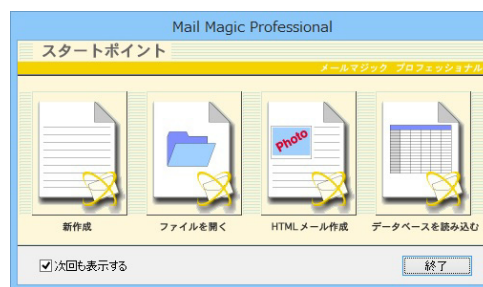 Mail Magic Professional
スタートポイント
メールマジック プロフェッショナル
Photo
新作成
ファイルを開く
HTMLメール作成
データベースを読み込む
次回も表示する
終了